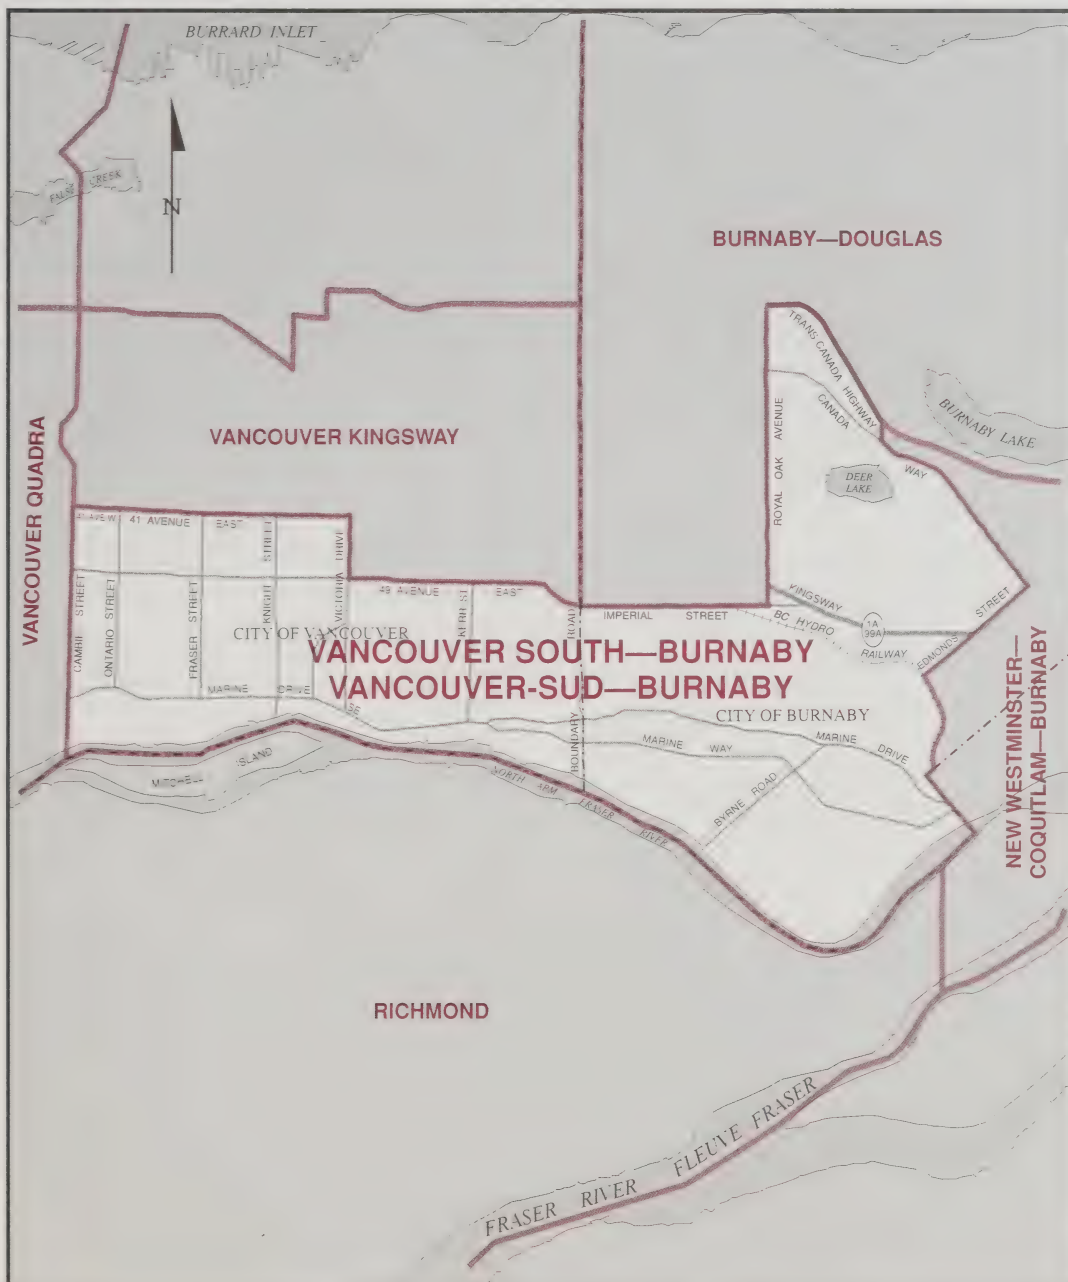 BURRARD INLET
FALSE CREEK
N
BURNABY—DOUGLAS
TRANS CANADA HIGHWAY
CANADA WAY
BURNABY LAKE
ROYAL OAK AVENUE
DEER
LAKE
VANCOUVER QUADRA
VANCOUVER KINGSWAY
41 AVENUE EAST
CAMBIE STREET
ONTARIO STREET
FRASER STREET
KNIGHT STREET
VICTORIA DRIVE
49 AVENUE EAST
KERR ST
BOUNDARY ROAD
IMPERIAL STREET
KINGSWAY
1A
99A
BC HYDRO RAILWAY
EDMONDS STREET
CITY OF VANCOUVER
VANCOUVER SOUTH—BURNABY
VANCOUVER-SUD—BURNABY
MARINE DRIVE SE
CITY OF BURNABY
MARINE WAY
MARINE DRIVE
BYRNE ROAD
MITCHELL ISLAND
NORTH ARM FRASER RIVER
NEW WESTMINSTER—
COQUITLAM—BURNABY
RICHMOND
FRASER RIVER FLEUVE FRASER